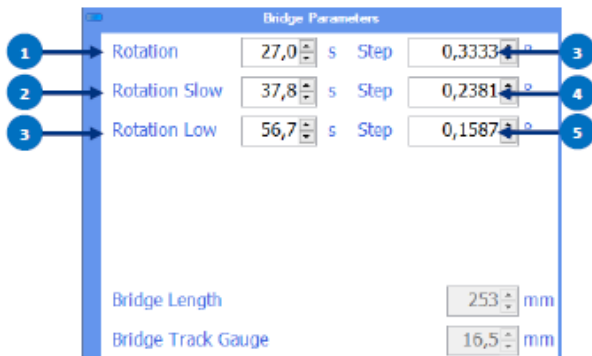 Bridge Parameters
1 Rotation 27,0 s Step 0,3333 ° 3
2 Rotation Slow 37,8 s Step 0,2381 ° 4
3 Rotation Low 56,7 s Step 0,1587 ° 5
Bridge Length 253 mm
Bridge Track Gauge 16,5 mm